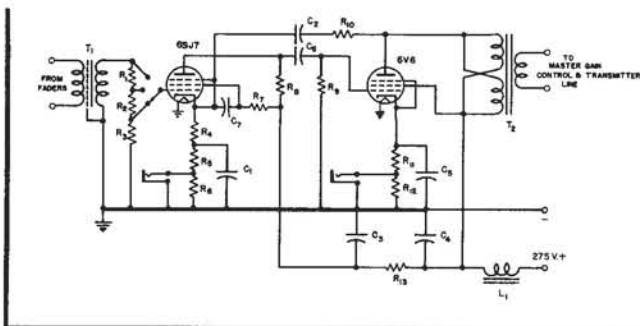 C2
R10
6SJ7
C6
6V6
T1
TO
MASTER GAIN
CONTROL & TRANSMITTER
LINE
FROM
FADERS
R1
R2
R3
R8
R9
C7
R7
T2
R4
R5
R6
C1
R11
R12
C5
−
C3
C4
R13
275 V.+
L1